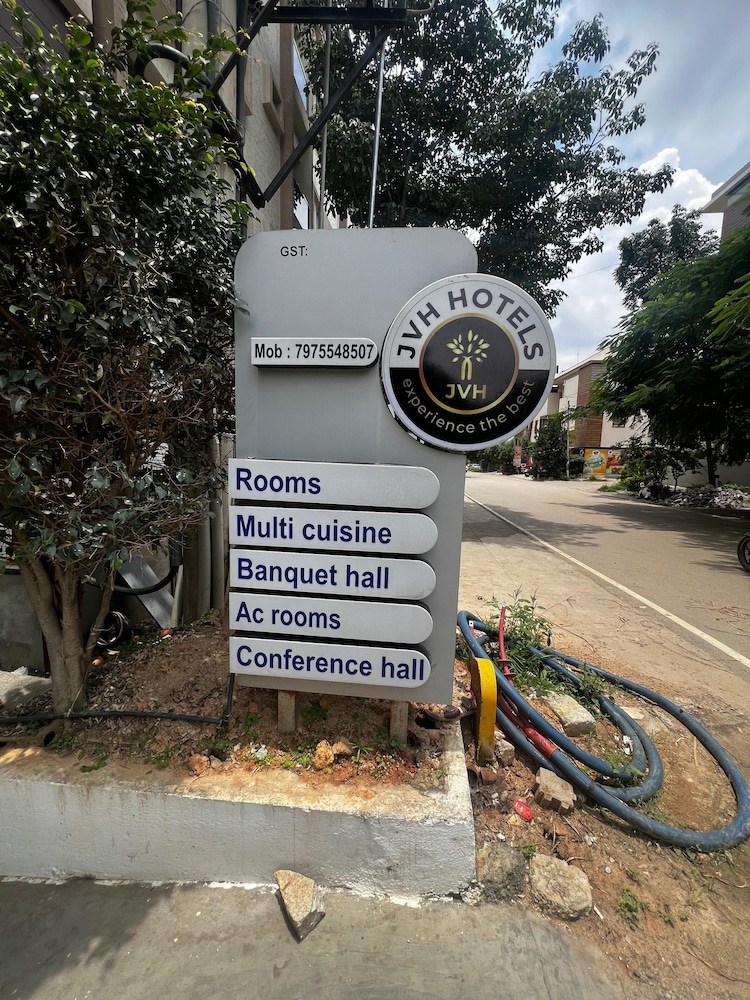 GST:
Mob : 7975548507
JVH HOTELS
JVH
experience the best
Rooms
Multi cuisine
Banquet hall
Ac rooms
Conference hall